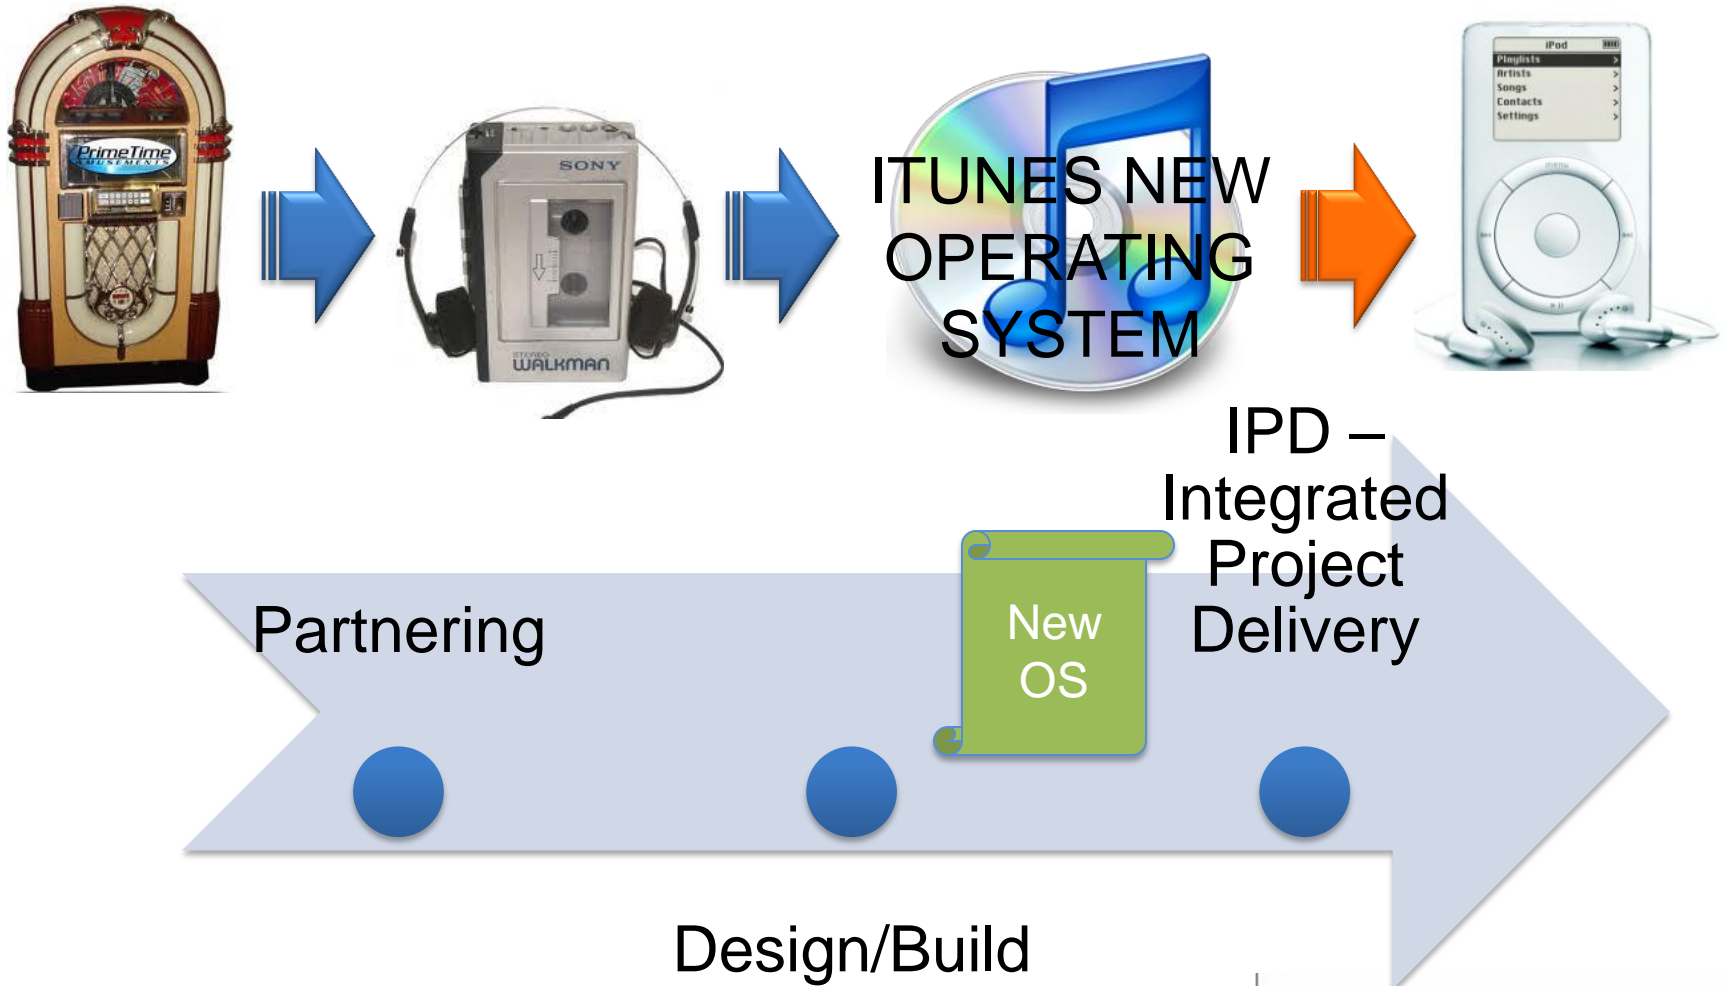 PrimeTime
AMUSEMENTS
SONY
STEREO
WALKMAN
ITUNES NEW
OPERATING
SYSTEM
iPod
Playlists >
Artists >
Songs >
Contacts >
Settings >
menu
IPD –
Integrated
Project
Delivery
Partnering
New
OS
Design/Build